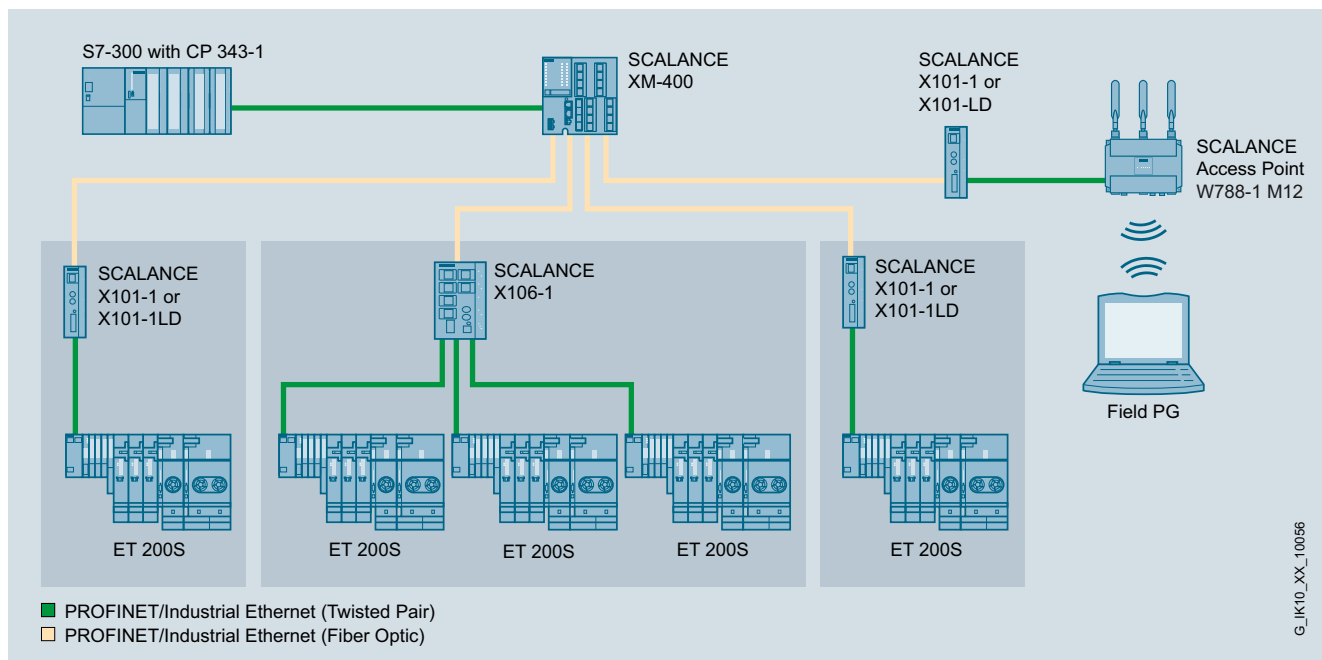 S7-300 with CP 343-1
SCALANCE
XM-400
SCALANCE
X101-1 or
X101-LD
SCALANCE
Access Point
W788-1 M12
SCALANCE
X101-1 or
X101-1LD
SCALANCE
X106-1
SCALANCE
X101-1 or
X101-1LD
Field PG
ET 200S
ET 200S
ET 200S
ET 200S
ET 200S
PROFINET/Industrial Ethernet (Twisted Pair)
PROFINET/Industrial Ethernet (Fiber Optic)
G_IK10_XX_10056